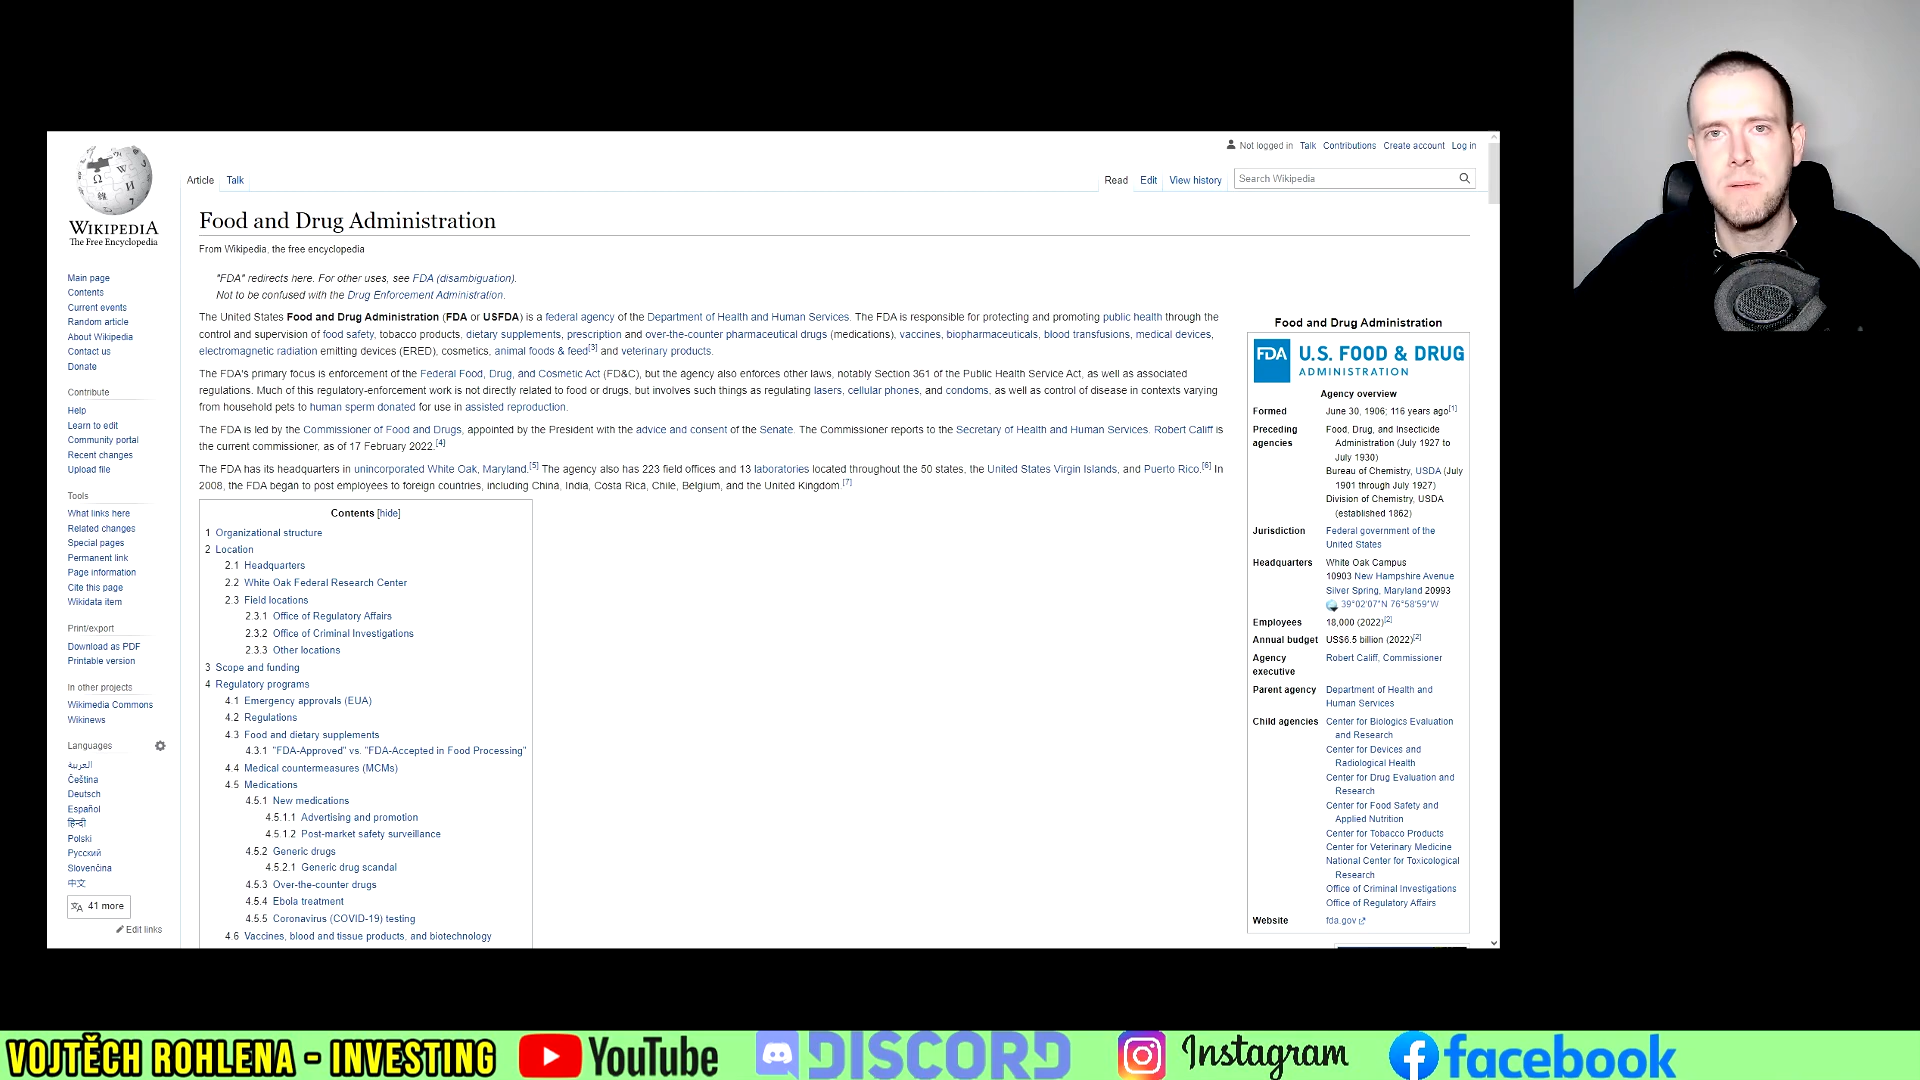 WIKIPEDIA
The Free Encyclopedia
Main page
Contents
Current events
Random article
About Wikipedia
Contact us
Donate
Contribute
Help
Learn to edit
Community portal
Recent changes
Upload file
Tools
What links here
Related changes
Special pages
Permanent link
Page information
Cite this page
Wikidata item
Print/export
Download as PDF
Printable version
In other projects
Wikimedia Commons
Wikinews
Languages
العربية
Čeština
Deutsch
Español
हिन्दी
Polski
Русский
Slovenčina
中文
41 more
Edit links
Not logged in Talk Contributions Create account Log in
Article Talk Read Edit View history Search Wikipedia
Food and Drug Administration
From Wikipedia, the free encyclopedia
"FDA" redirects here. For other uses, see FDA (disambiguation).
Not to be confused with the Drug Enforcement Administration.
The United States Food and Drug Administration (FDA or USFDA) is a federal agency of the Department of Health and Human Services. The FDA is responsible for protecting and promoting public health through the
control and supervision of food safety, tobacco products, dietary supplements, prescription and over-the-counter pharmaceutical drugs (medications), vaccines, biopharmaceuticals, blood transfusions, medical devices,
electromagnetic radiation emitting devices (ERED), cosmetics, animal foods & feed[3] and veterinary products.
The FDA's primary focus is enforcement of the Federal Food, Drug, and Cosmetic Act (FD&C), but the agency also enforces other laws, notably Section 361 of the Public Health Service Act, as well as associated
regulations. Much of this regulatory-enforcement work is not directly related to food or drugs, but involves such things as regulating lasers, cellular phones, and condoms, as well as control of disease in contexts varying
from household pets to human sperm donated for use in assisted reproduction.
The FDA is led by the Commissioner of Food and Drugs, appointed by the President with the advice and consent of the Senate. The Commissioner reports to the Secretary of Health and Human Services. Robert Califf is
the current commissioner, as of 17 February 2022.[4]
The FDA has its headquarters in unincorporated White Oak, Maryland.[5] The agency also has 223 field offices and 13 laboratories located throughout the 50 states, the United States Virgin Islands, and Puerto Rico.[6] In
2008, the FDA began to post employees to foreign countries, including China, India, Costa Rica, Chile, Belgium, and the United Kingdom.[7]
Contents [hide]
1 Organizational structure
2 Location
2.1 Headquarters
2.2 White Oak Federal Research Center
2.3 Field locations
2.3.1 Office of Regulatory Affairs
2.3.2 Office of Criminal Investigations
2.3.3 Other locations
3 Scope and funding
4 Regulatory programs
4.1 Emergency approvals (EUA)
4.2 Regulations
4.3 Food and dietary supplements
4.3.1 "FDA-Approved" vs. "FDA-Accepted in Food Processing"
4.4 Medical countermeasures (MCMs)
4.5 Medications
4.5.1 New medications
4.5.1.1 Advertising and promotion
4.5.1.2 Post-market safety surveillance
4.5.2 Generic drugs
4.5.2.1 Generic drug scandal
4.5.3 Over-the-counter drugs
4.5.4 Ebola treatment
4.5.5 Coronavirus (COVID-19) testing
4.6 Vaccines, blood and tissue products, and biotechnology
Food and Drug Administration
FDA U.S. FOOD & DRUG
ADMINISTRATION
Agency overview
Formed June 30, 1906; 116 years ago[1]
Preceding agencies Food, Drug, and Insecticide
Administration (July 1927 to
July 1930)
Bureau of Chemistry, USDA (July
1901 through July 1927)
Division of Chemistry, USDA
(established 1862)
Jurisdiction Federal government of the
United States
Headquarters White Oak Campus
10903 New Hampshire Avenue
Silver Spring, Maryland 20993
39°02′07″N 76°58′59″W
Employees 18,000 (2022)[2]
Annual budget US$6.5 billion (2022)[2]
Agency executive Robert Califf, Commissioner
Parent agency Department of Health and
Human Services
Child agencies Center for Biologics Evaluation
and Research
Center for Devices and
Radiological Health
Center for Drug Evaluation and
Research
Center for Food Safety and
Applied Nutrition
Center for Tobacco Products
Center for Veterinary Medicine
National Center for Toxicological
Research
Office of Criminal Investigations
Office of Regulatory Affairs
Website fda.gov
VOJTĚCH ROHLENA - INVESTING YouTube DISCORD Instagram facebook